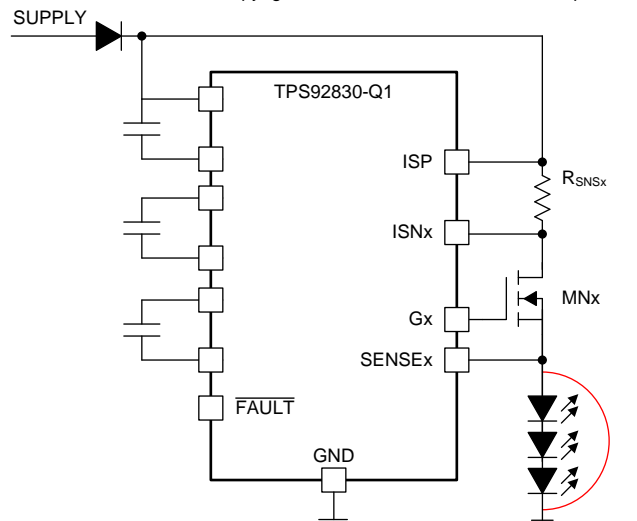 SUPPLY
TPS92830-Q1
ISP
RSNSx
ISNx
MNx
Gx
SENSEx
FAULT
GND